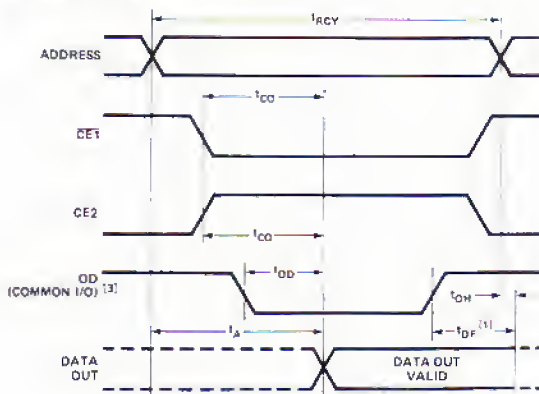 tRCY
ADDRESS
tCO
CE1
CE2
tCO
OD
(COMMON I/O) [3]
tOD
tOH
tA
tDF [1]
DATA
OUT
DATA OUT
VALID